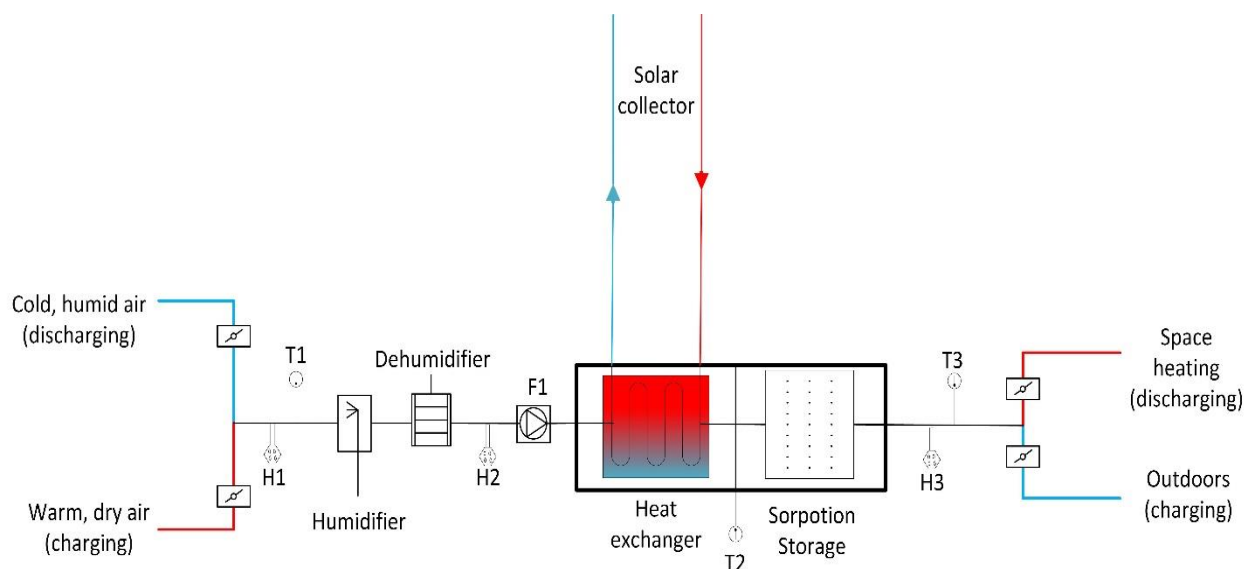 Solar
collector
Cold, humid air
(discharging)
T1
Dehumidifier
F1
T3
Space
heating
(discharging)
H1
H2
H3
Warm, dry air
(charging)
Humidifier
Heat
exchanger
T2
Sorpotion
Storage
Outdoors
(charging)